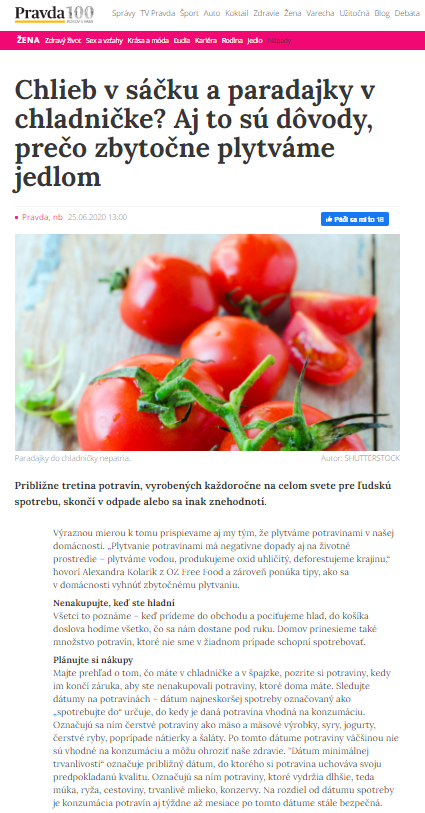 Pravda 100
Správy TV Pravda Šport Auto Koktail Zdravie Žena Varecha Užitočná Blog Debata
ŽENA Zdravý život Sex a vzťahy Krása a móda Ľudia Kariéra Rodina Jedlo
Chlieb v sáčku a paradajky v
chladničke? Aj to sú dôvody,
prečo zbytočne plytváme
jedlom
Pravda, nb 25.06.2020 13:00
Páči sa mi to 18
Paradajky do chladničky nepatria.
Autor: SHUTTERSTOCK
Približne tretina potravín, vyrobených každoročne na celom svete pre ľudskú
spotrebu, skončí v odpade alebo sa inak znehodnotí.
Výraznou mierou k tomu prispievame aj my tým, že plytváme potravinami v našej
domácnosti. „Plytvanie potravinami má negatívne dopady aj na životné
prostredie – plytváme vodou, produkujeme oxid uhličitý, deforestujeme krajinu,“
hovorí Alexandra Kolarik z OZ Free Food a zároveň ponúka tipy, ako sa
v domácnosti vyhnúť zbytočnému plytvaniu.
Nenakupujte, keď ste hladní
Všetci to poznáme – keď prídeme do obchodu a pociťujeme hlad, do košíka
doslova hodíme všetko, čo sa nám dostane pod ruku. Domov prinesieme také
množstvo potravín, ktoré nie sme v žiadnom prípade schopní spotrebovať.
Plánujte si nákupy
Majte prehľad o tom, čo máte v chladničke a v špajzke, pozrite si potraviny, kedy
im končí záruka, aby ste nenakupovali potraviny, ktoré doma máte. Sledujte
dátumy na potravinách – dátum najneskoršej spotreby označovaný ako
„spotrebujte do“ určuje, do kedy je daná potravina vhodná na konzumáciu.
Označujú sa ním čerstvé potraviny ako mäso a mäsové výrobky, syry, jogurty,
čerstvé ryby, poprípade nátierky a šaláty. Po tomto dátume potraviny väčšinou nie
sú vhodné na konzumáciu a môžu ohroziť naše zdravie. "Dátum minimálnej
trvanlivosti“ označuje približný dátum, do ktorého si potravina uchováva svoju
predpokladanú kvalitu. Označujú sa ním potraviny, ktoré vydržia dlhšie, teda
múka, ryža, cestoviny, trvanlivé mlieko, konzervy. Na rozdiel od dátumu spotreby
je konzumácia potravín aj týždne až mesiace po tomto dátume stále bezpečná.